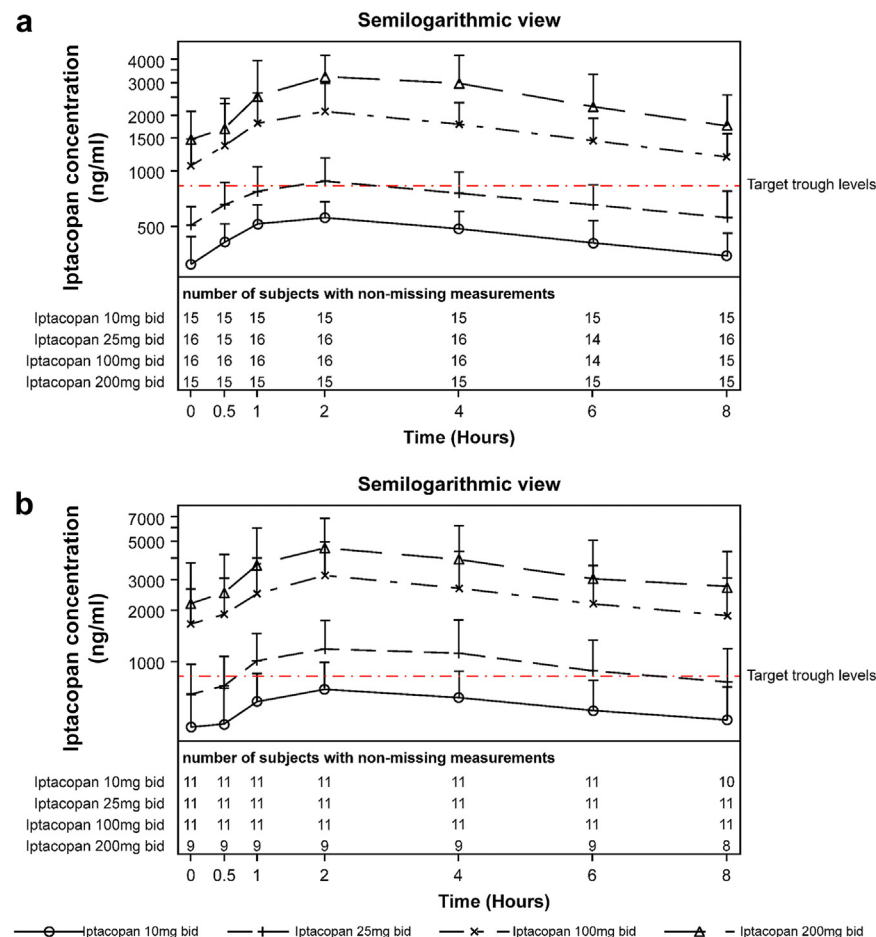 a
Semilogarithmic view
Iptacopan concentration
(ng/ml)
4000
3000
2000
1500
1000
500
Target trough levels
number of subjects with non-missing measurements
Iptacopan 10mg bid 15 15 15 15 15 15 15
Iptacopan 25mg bid 16 15 16 16 16 14 16
Iptacopan 100mg bid 16 16 16 16 16 14 15
Iptacopan 200mg bid 15 15 15 15 15 15 15
0 0.5 1 2 4 6 8
Time (Hours)
b
Semilogarithmic view
Iptacopan concentration
(ng/ml)
7000
5000
3000
2000
1000
Target trough levels
number of subjects with non-missing measurements
Iptacopan 10mg bid 11 11 11 11 11 11 10
Iptacopan 25mg bid 11 11 11 11 11 11 11
Iptacopan 100mg bid 11 11 11 11 11 11 11
Iptacopan 200mg bid 9 9 9 9 9 9 8
0 0.5 1 2 4 6 8
Time (Hours)
Iptacopan 10mg bid Iptacopan 25mg bid Iptacopan 100mg bid Iptacopan 200mg bid